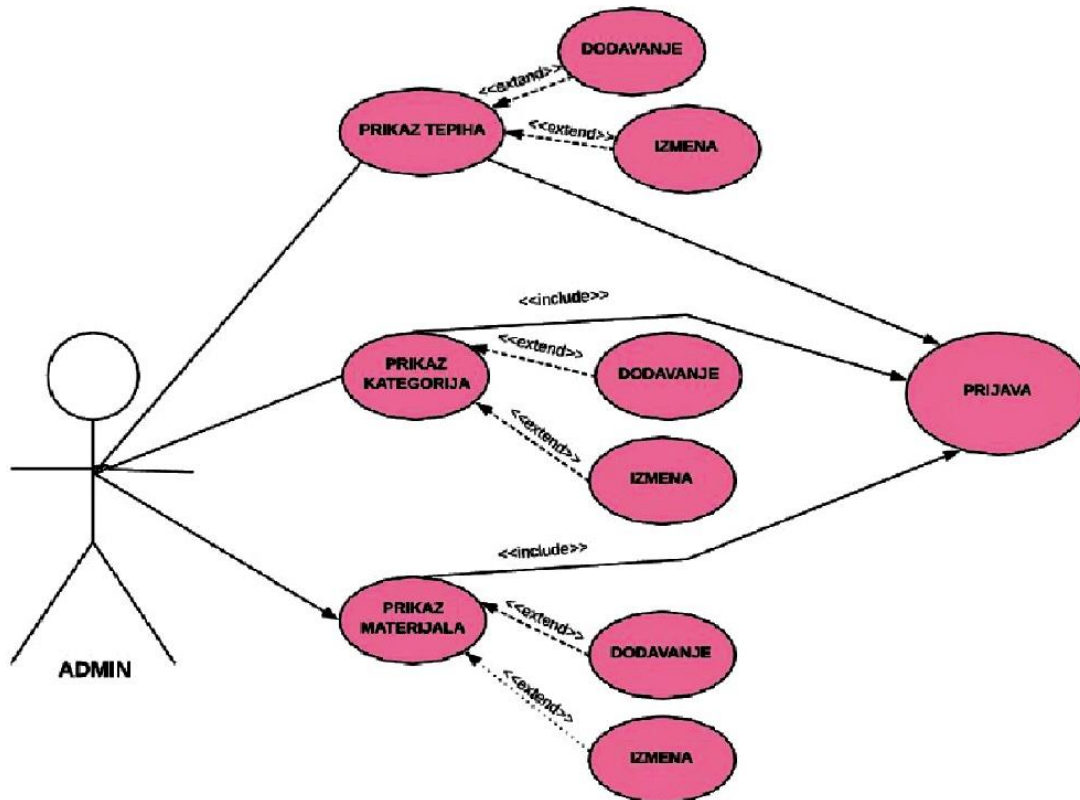 DODAVANJE
<<extand>>
PRIKAZ TEPIHA
<<extend>>
IZMENA
<<include>>
PRIKAZ
KATEGORIJA
<<extend>>
DODAVANJE
PRIJAVA
<<extend>>
IZMENA
<<include>>
PRIKAZ
MATERIJALA
<<extend>>
DODAVANJE
ADMIN
<<extend>>
IZMENA